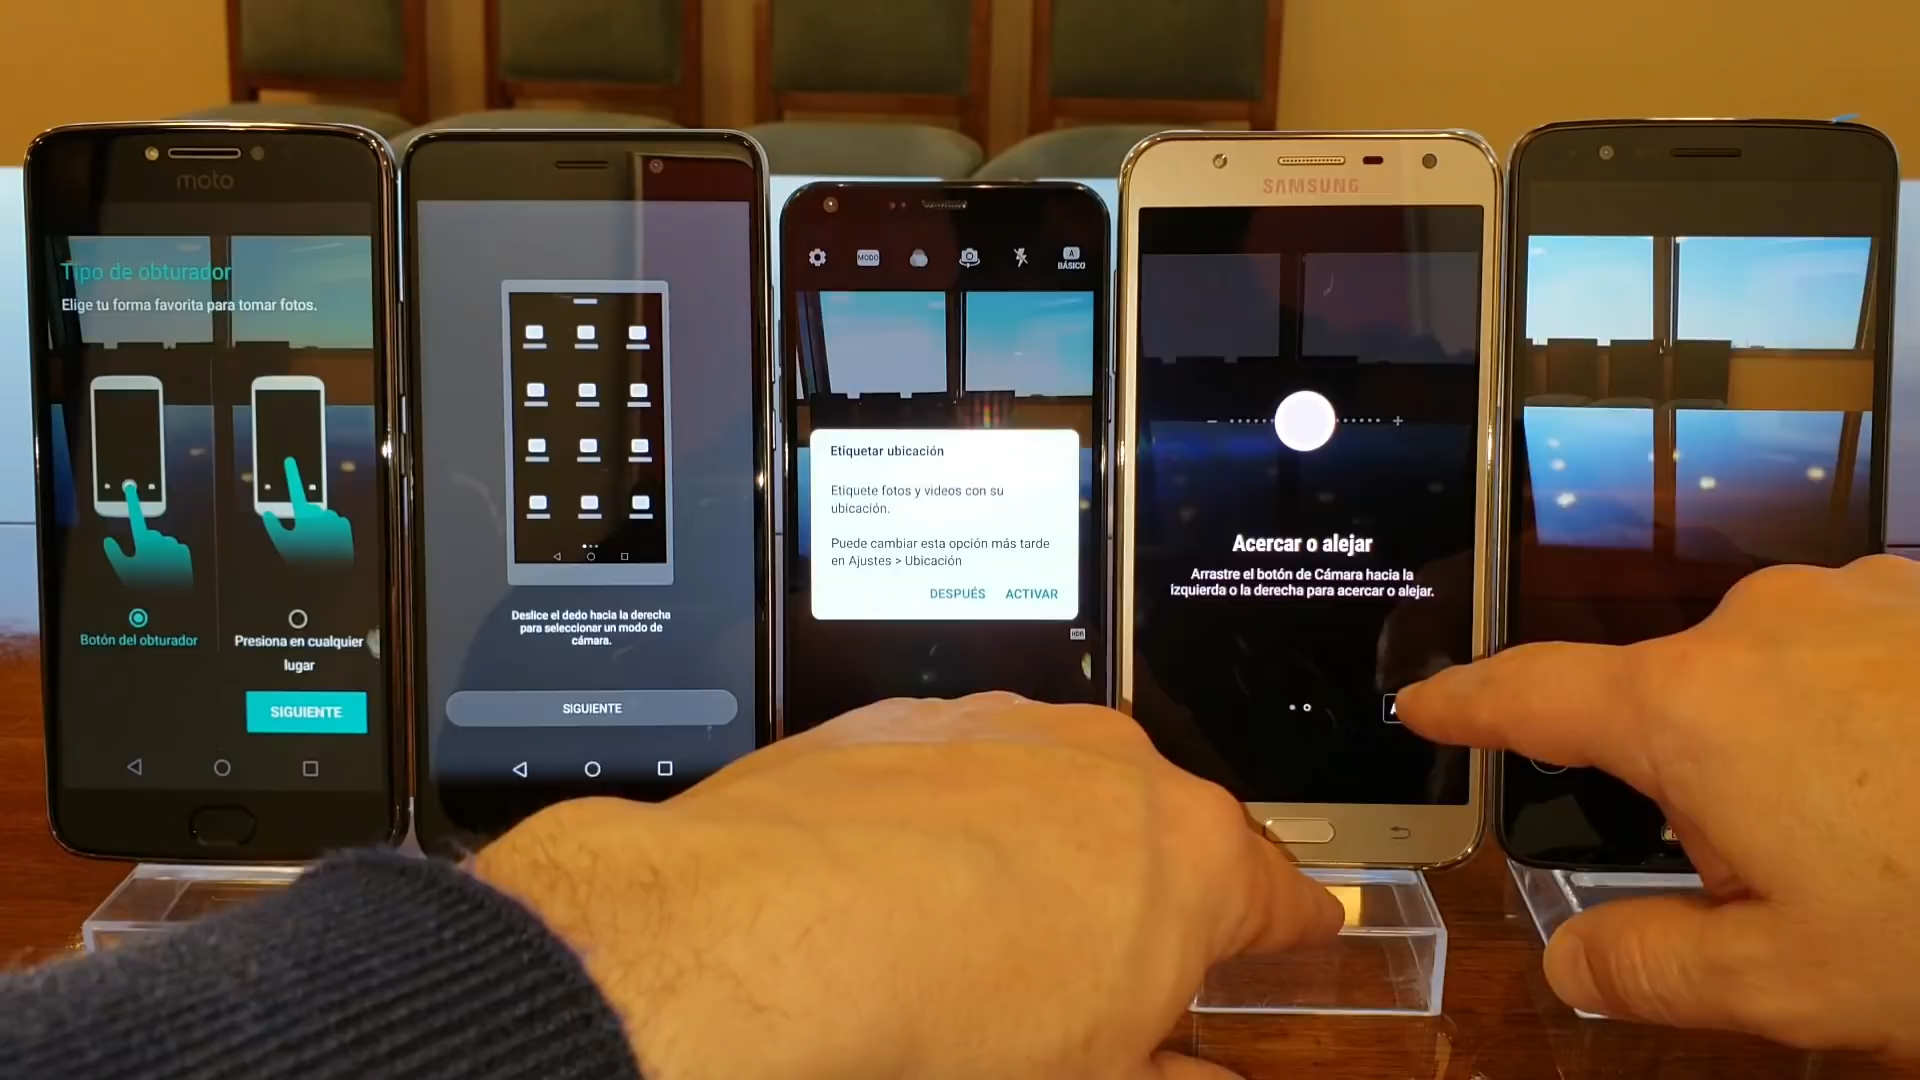 moto
Tipo de obturador
Elige tu forma favorita para tomar fotos.
Botón del obturador
Presiona en cualquier
lugar
SIGUIENTE
Deslice el dedo hacia la derecha
para seleccionar un modo de
cámara.
SIGUIENTE
MODO
A
BÁSICO
Etiquetar ubicación
Etiquete fotos y videos con su
ubicación.
Puede cambiar esta opción más tarde
en Ajustes > Ubicación
DESPUÉS ACTIVAR
HDR
SAMSUNG
Acercar o alejar
Arrastre el botón de Cámara hacia la
izquierda o la derecha para acercar o alejar.